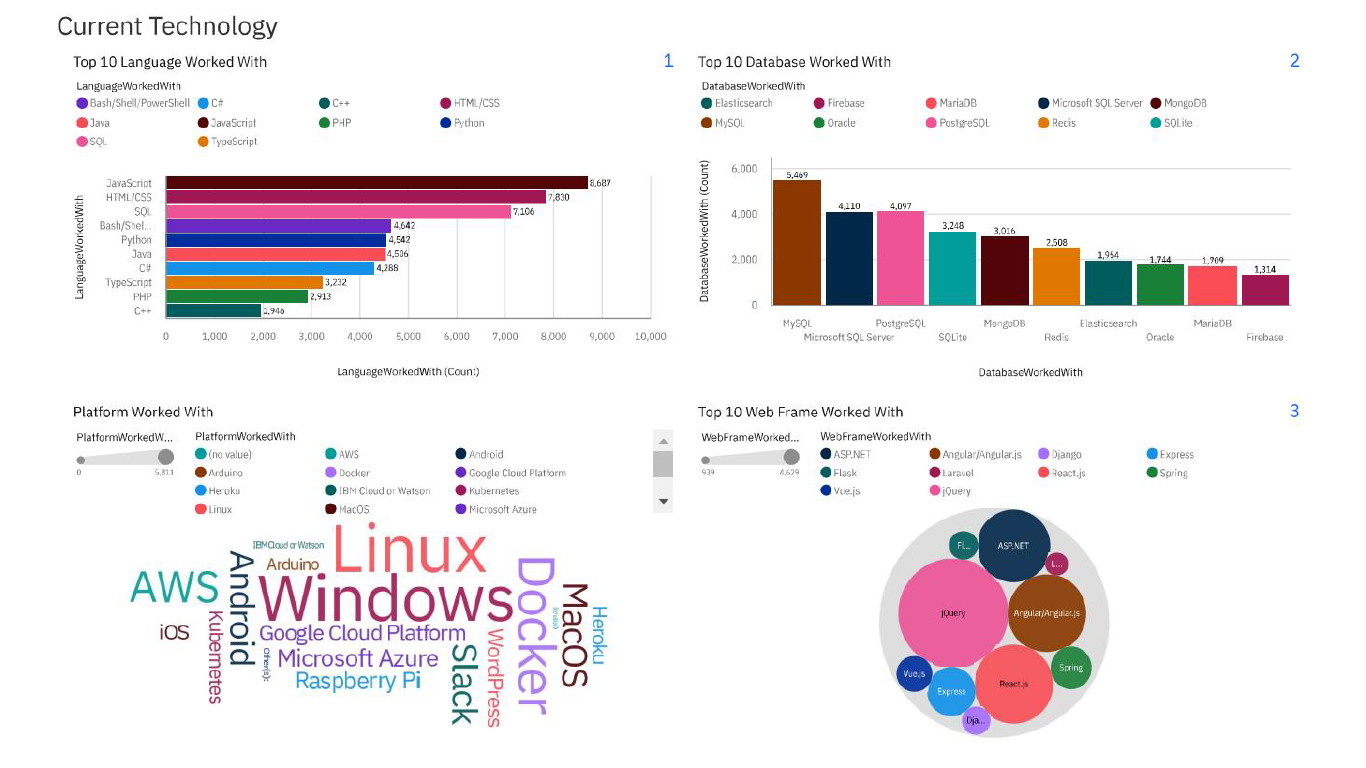 Current Technology
Top 10 Language Worked With
1
LanguageWorkedWith
Bash/Shell/PowerShell C# C++ HTML/CSS
Java JavaScript PHP Python
SQL TypeScript
LanguageWorkedWith
JavaScript 8,687
HTML/CSS 7,830
SQL 7,106
Bash/Shel... 4,642
Python 4,542
Java 4,506
C# 4,288
TypeScript 3,232
PHP 2,913
C++ 1,946
0 1,000 2,000 3,000 4,000 5,000 6,000 7,000 8,000 9,000 10,000
LanguageWorkedWith (Count)
Top 10 Database Worked With
2
DatabaseWorkedWith
Elasticsearch Firebase MariaDB Microsoft SQL Server MongoDB
MySQL Oracle PostgreSQL Redis SQLite
DatabaseWorkedWith (Count)
6,000
4,000
2,000
0
5,469 4,110 4,097 3,248 3,016 2,508 1,954 1,744 1,709 1,314
MySQL PostgreSQL MongoDB Elasticsearch MariaDB
Microsoft SQL Server SQLite Redis Oracle Firebase
DatabaseWorkedWith
Platform Worked With
PlatformWorkedW...
0 5,811
PlatformWorkedWith
(no value) AWS Android
Arduino Docker Google Cloud Platform
Heroku IBM Cloud or Watson Kubernetes
Linux MacOS Microsoft Azure
IBM Cloud or Watson
Linux
Arduino
AWS
Android
Windows
Docker
MacOS
Heroku
iOS
Kubernetes
Google Cloud Platform
Other(s):
Microsoft Azure
Raspberry Pi
Slack
WordPress
Top 10 Web Frame Worked With
3
WebFrameWorked...
939 4,629
WebFrameWorkedWith
ASP.NET Angular/Angular.js Django Express
Flask Laravel React.js Spring
Vue.js jQuery
Fl... ASP.NET
L...
jQuery Angular/Angular.js
Vue.js Express React.js Spring
Dja...